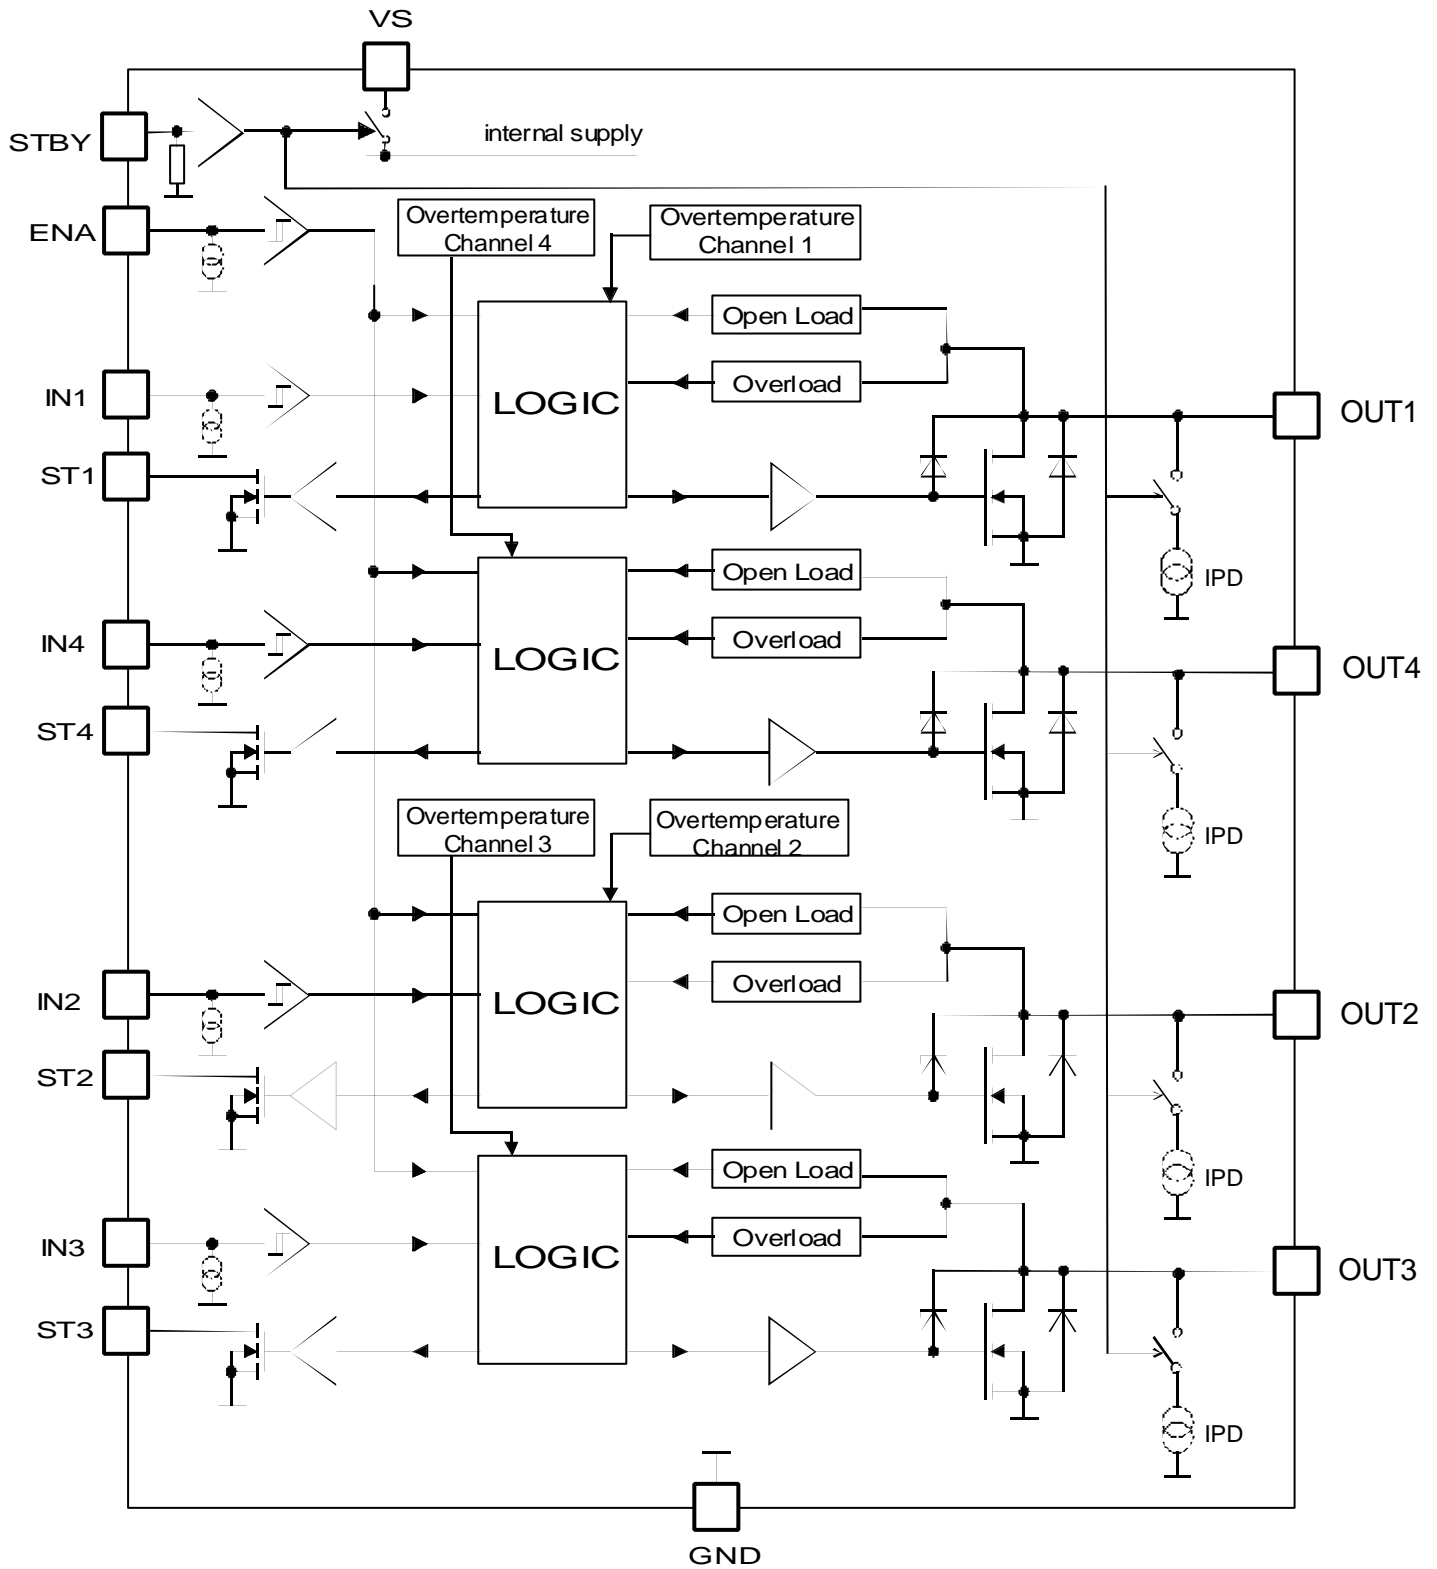 VS
STBY
internal supply
ENA
Overtemperature
Channel 4
Overtemperature
Channel 1
Open Load
IN1
LOGIC
Overload
OUT1
ST1
Open Load
IPD
IN4
LOGIC
Overload
OUT4
ST4
Overtemperature
Channel 3
Overtemperature
Channel 2
IPD
Open Load
IN2
LOGIC
Overload
OUT2
ST2
Open Load
IPD
IN3
LOGIC
Overload
OUT3
ST3
IPD
GND